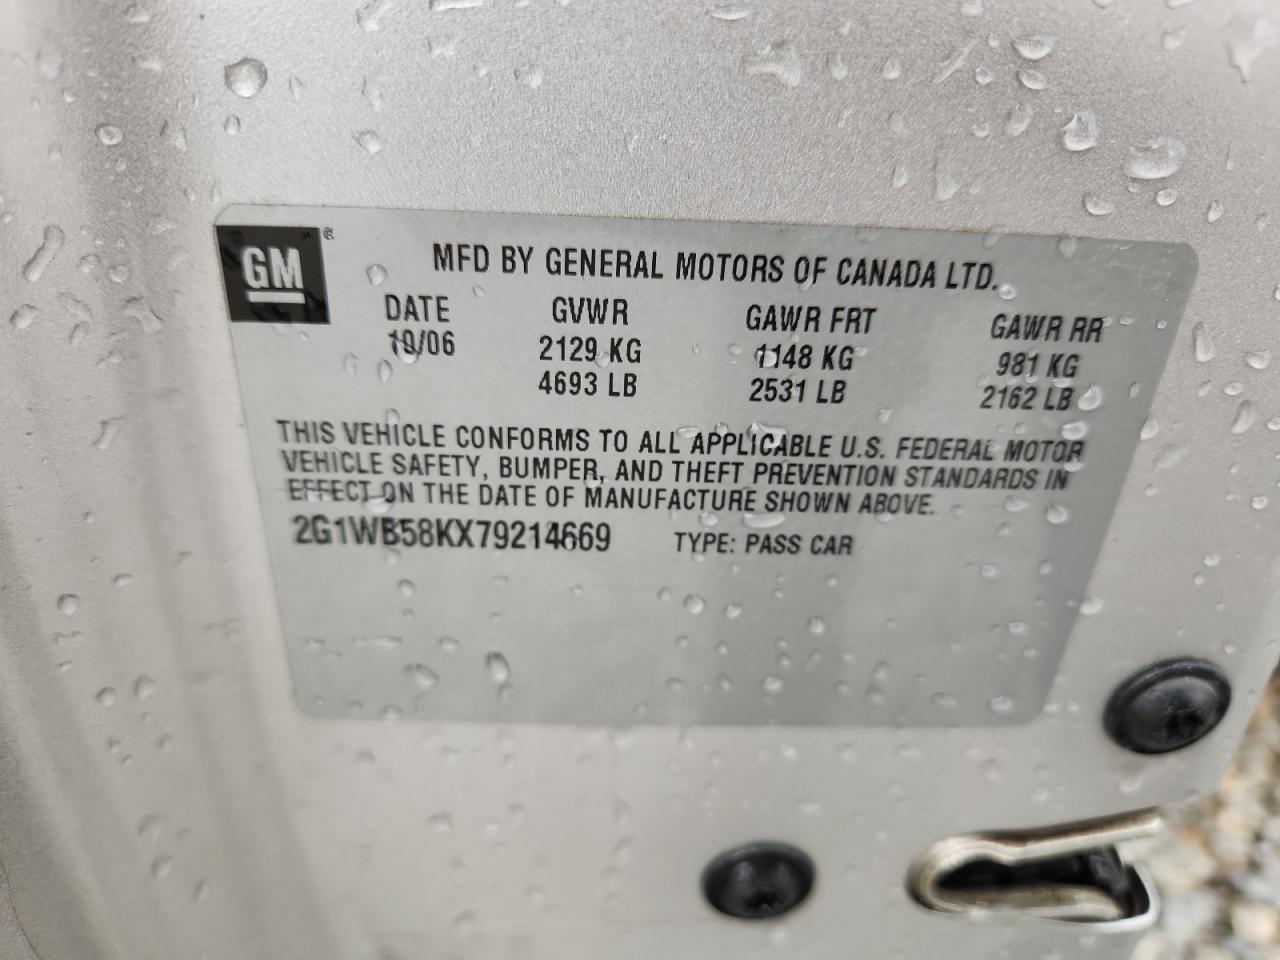 GM
MFD BY GENERAL MOTORS OF CANADA LTD.
DATE GVWR GAWR FRT GAWR RR
10/06 2129 KG 1148 KG 981 KG
4693 LB 2531 LB 2162 LB
THIS VEHICLE CONFORMS TO ALL APPLICABLE U.S. FEDERAL MOTOR
VEHICLE SAFETY, BUMPER, AND THEFT PREVENTION STANDARDS IN
EFFECT ON THE DATE OF MANUFACTURE SHOWN ABOVE.
2G1WB58KX79214669 TYPE: PASS CAR